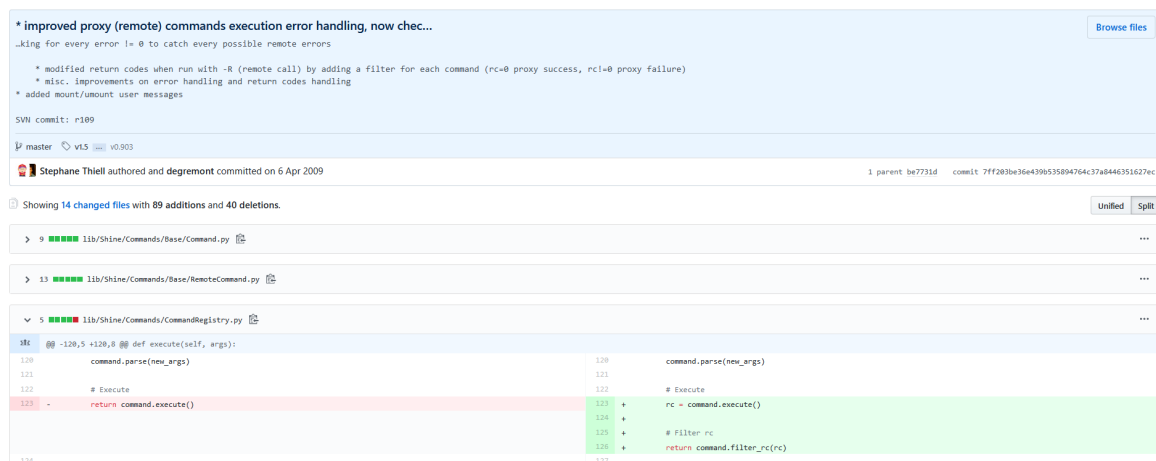 * improved proxy (remote) commands execution error handling, now chec...
Browse files
…king for every error != 0 to catch every possible remote errors
* modified return codes when run with -R (remote call) by adding a filter for each command (rc=0 proxy success, rc!=0 proxy failure)
* misc. improvements on error handling and return codes handling
* added mount/umount user messages
SVN commit: r109
master v1.5 … v0.903
Stephane Thiell authored and degremont committed on 6 Apr 2009
1 parent be7731d commit 7ff203be36e439b535894764c37a8446351627ec
Showing 14 changed files with 89 additions and 40 deletions.
Unified Split
9 lib/Shine/Commands/Base/Command.py
13 lib/Shine/Commands/Base/RemoteCommand.py
5 lib/Shine/Commands/CommandRegistry.py
@@ -120,5 +120,8 @@ def execute(self, args):
120 command.parse(new_args) 120 command.parse(new_args)
121 121
122 # Execute 122 # Execute
123 - return command.execute() 123 + rc = command.execute()
124 +
125 + # Filter rc
126 + return command.filter_rc(rc)
124 127